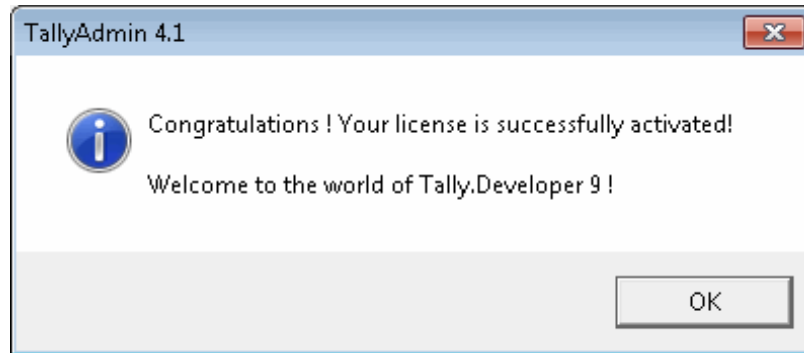 TallyAdmin 4.1
Congratulations ! Your license is successfully activated!
Welcome to the world of Tally.Developer 9 !
OK